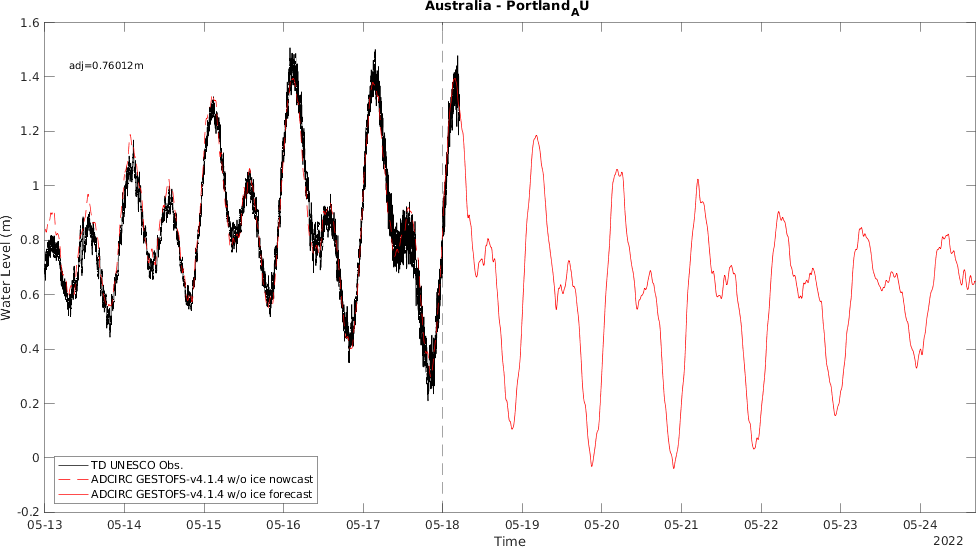 Australia - Portland_AU
adj=0.76012m
1.6
1.4
1.2
1
0.8
0.6
0.4
0.2
0
-0.2
Water Level (m)
TD UNESCO Obs.
ADCIRC GESTOFS-v4.1.4 w/o ice nowcast
ADCIRC GESTOFS-v4.1.4 w/o ice forecast
05-13 05-14 05-15 05-16 05-17 05-18 05-19 05-20 05-21 05-22 05-23 05-24
Time
2022